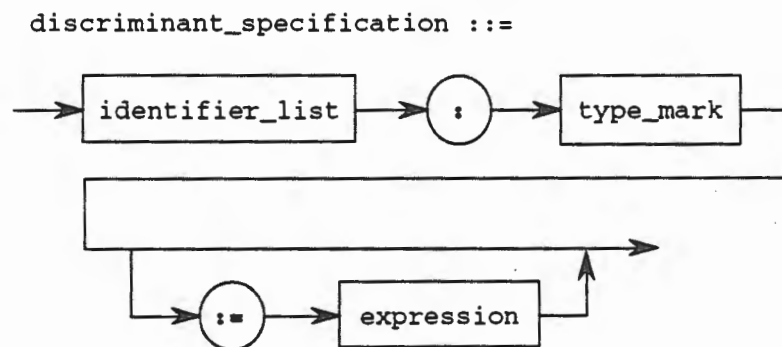 discriminant_specification ::=
identifier_list : type_mark
:= expression